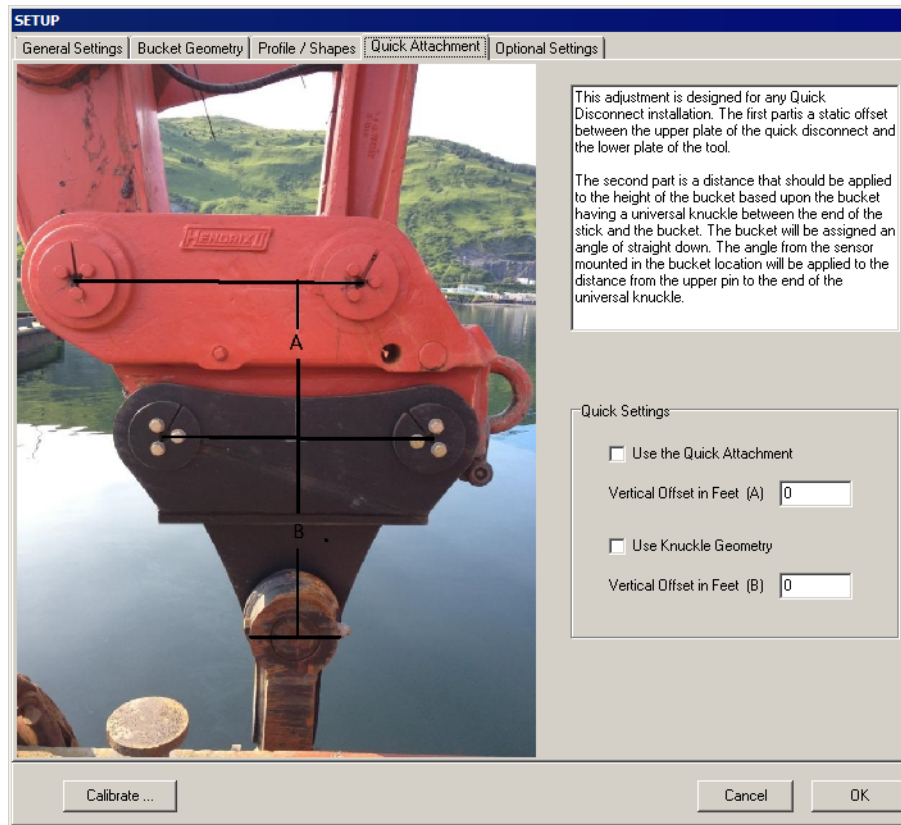 SETUP
General Settings Bucket Geometry Profile / Shapes Quick Attachment Optional Settings
This adjustment is designed for any Quick
Disconnect installation. The first partis a static offset
between the upper plate of the quick disconnect and
the lower plate of the tool.
The second part is a distance that should be applied
to the height of the bucket based upon the bucket
having a universal knuckle between the end of the
stick and the bucket. The bucket will be assigned an
angle of straight down. The angle from the sensor
mounted in the bucket location will be applied to the
distance from the upper pin to the end of the
universal knuckle.
HENDRIX II
A
B
Quick Settings
Use the Quick Attachment
Vertical Offset in Feet (A) 0
Use Knuckle Geometry
Vertical Offset in Feet (B) 0
Calibrate ... Cancel OK